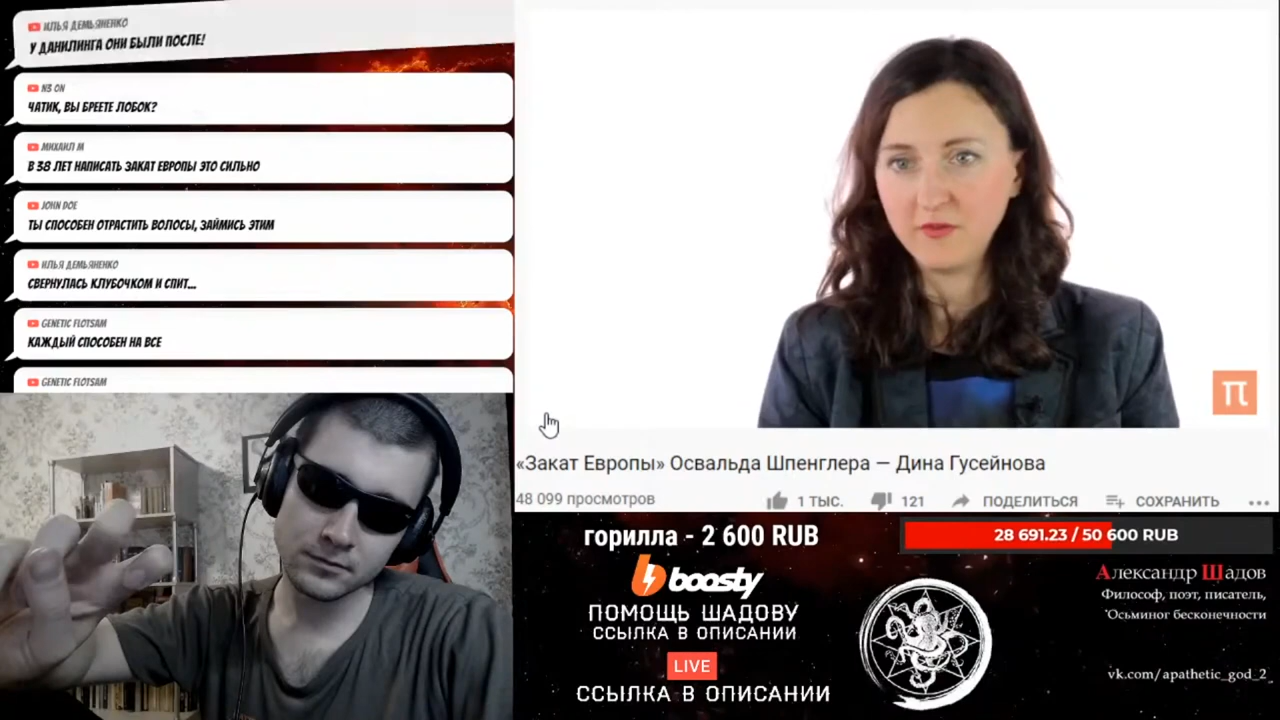 ИЛЬЯ ДЕМЬЯНЕНКО
У ДАНИЛИНГА ОНИ БЫЛИ ПОСЛЕ!
N3 ON
ЧАТИК, ВЫ БРЕЕТЕ ЛОБОК?
МИХАИЛ М
В 38 ЛЕТ НАПИСАТЬ ЗАКАТ ЕВРОПЫ ЭТО СИЛЬНО
JOHN DOE
ТЫ СПОСОБЕН ОТРАСТИТЬ ВОЛОСЫ, ЗАЙМИСЬ ЭТИМ
ИЛЬЯ ДЕМЬЯНЕНКО
СВЕРНУЛАСЬ КЛУБОЧКОМ И СПИТ...
GENETIC FLOTSAM
КАЖДЫЙ СПОСОБЕН НА ВСЕ
GENETIC FLOTSAM
π
«Закат Европы» Освальда Шпенглера — Дина Гусейнова
48 099 просмотров
1 ТЫС.
121
ПОДЕЛИТЬСЯ
СОХРАНИТЬ
горилла - 2 600 RUB
boosty
ПОМОЩЬ ШАДОВУ
ССЫЛКА В ОПИСАНИИ
LIVE
ССЫЛКА В ОПИСАНИИ
28 691.23 / 50 600 RUB
Александр Шадов
Философ, поэт, писатель,
Осьминог бесконечности
vk.com/apathetic_god_2